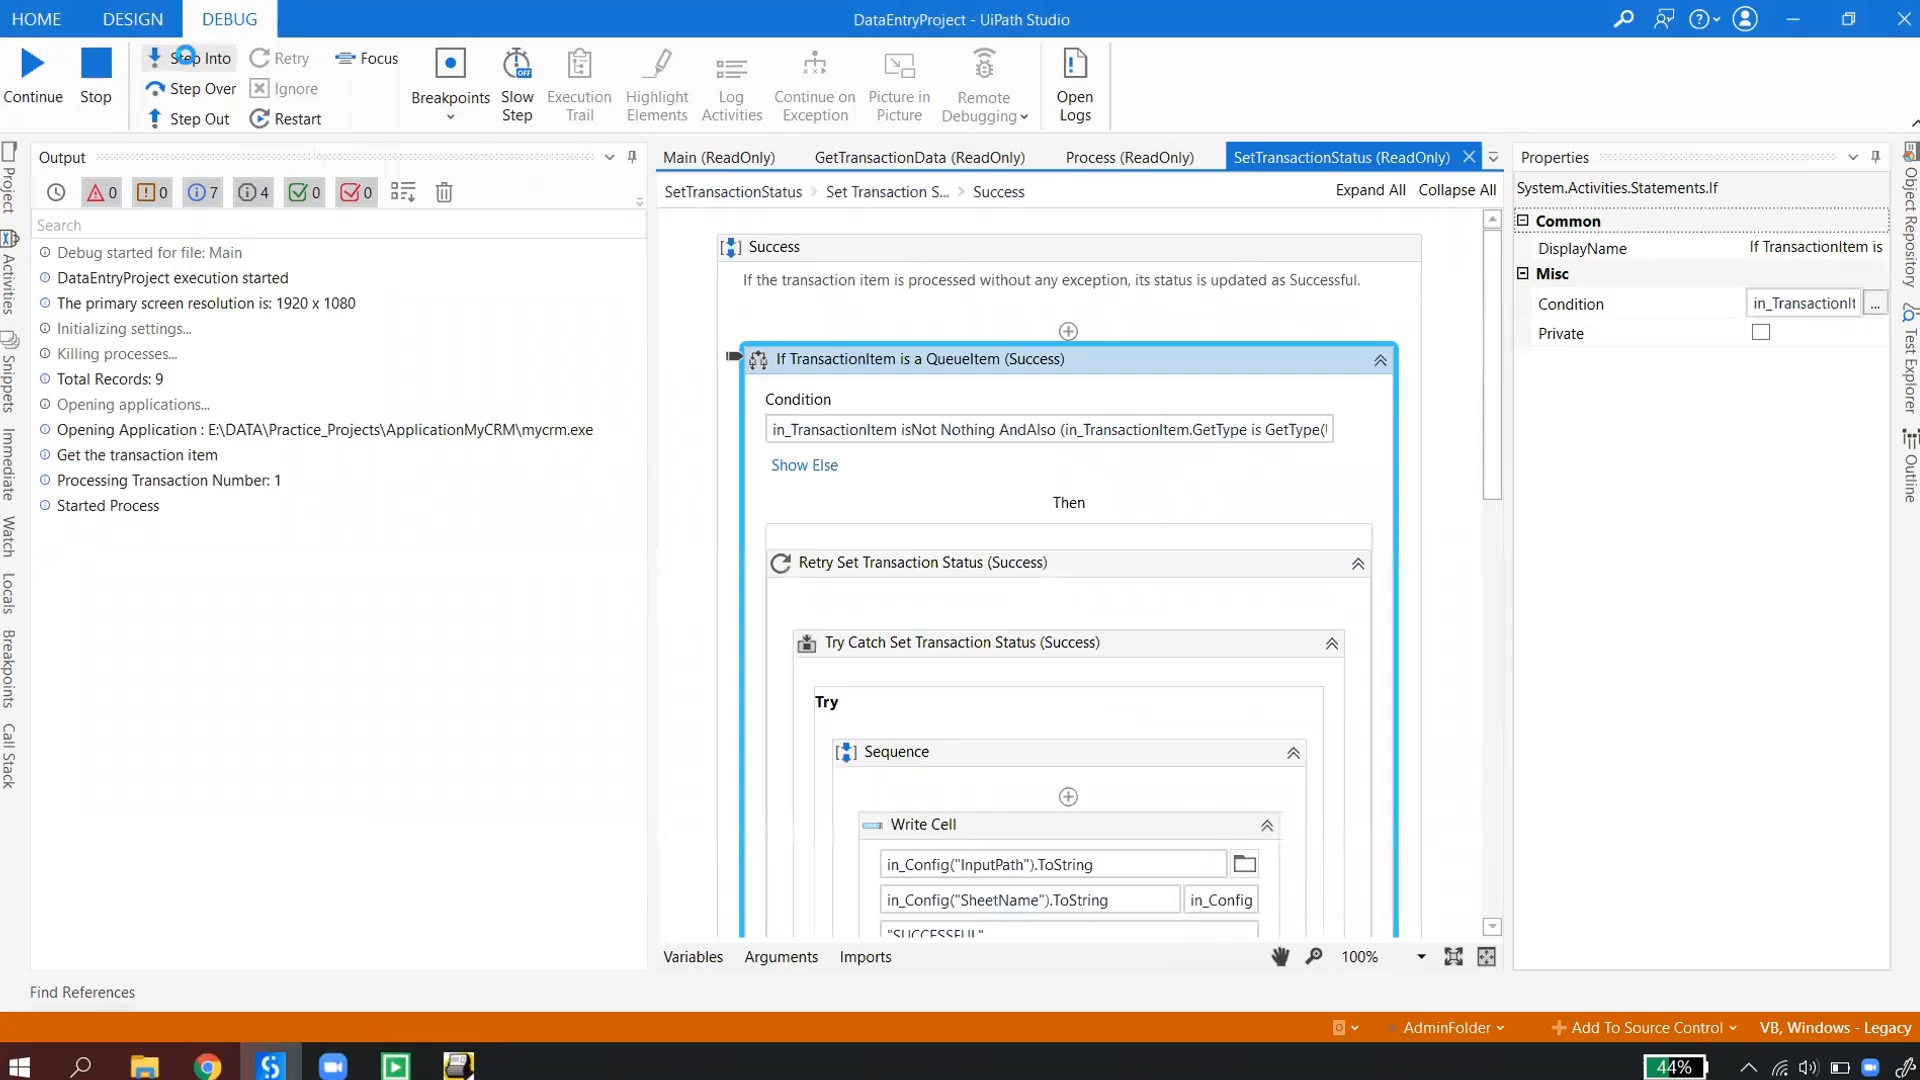 HOME DESIGN DEBUG DataEntryProject - UiPath Studio
Continue Stop Step Into Step Over Step Out Retry Ignore Restart Focus
Breakpoints Slow Step OFF Execution Trail Highlight Elements Log Activities Continue on Exception Picture in Picture Remote Debugging Open Logs
Project
Activities
Snippets
Immediate
Watch
Locals
Breakpoints
Call Stack
Output
0 0 7 4 0 0
Search
Debug started for file: Main
DataEntryProject execution started
The primary screen resolution is: 1920 x 1080
Initializing settings...
Killing processes...
Total Records: 9
Opening applications...
Opening Application : E:\DATA\Practice_Projects\ApplicationMyCRM\mycrm.exe
Get the transaction item
Processing Transaction Number: 1
Started Process
Main (ReadOnly) GetTransactionData (ReadOnly) Process (ReadOnly) SetTransactionStatus (ReadOnly)
SetTransactionStatus > Set Transaction S... > Success Expand All Collapse All
Success
If the transaction item is processed without any exception, its status is updated as Successful.
If TransactionItem is a QueueItem (Success)
Condition
in_TransactionItem isNot Nothing AndAlso (in_TransactionItem.GetType is GetType(
Show Else
Then
Retry Set Transaction Status (Success)
Try Catch Set Transaction Status (Success)
Try
Sequence
Write Cell
in_Config("InputPath").ToString
in_Config("SheetName").ToString in_Config
"SUCCESSFUL"
Variables Arguments Imports 100%
Properties
System.Activities.Statements.If
Common
DisplayName If TransactionItem is
Misc
Condition in_TransactionIt ...
Private
Object Repository
Test Explorer
Outline
Find References
0 AdminFolder Add To Source Control VB, Windows - Legacy
44%